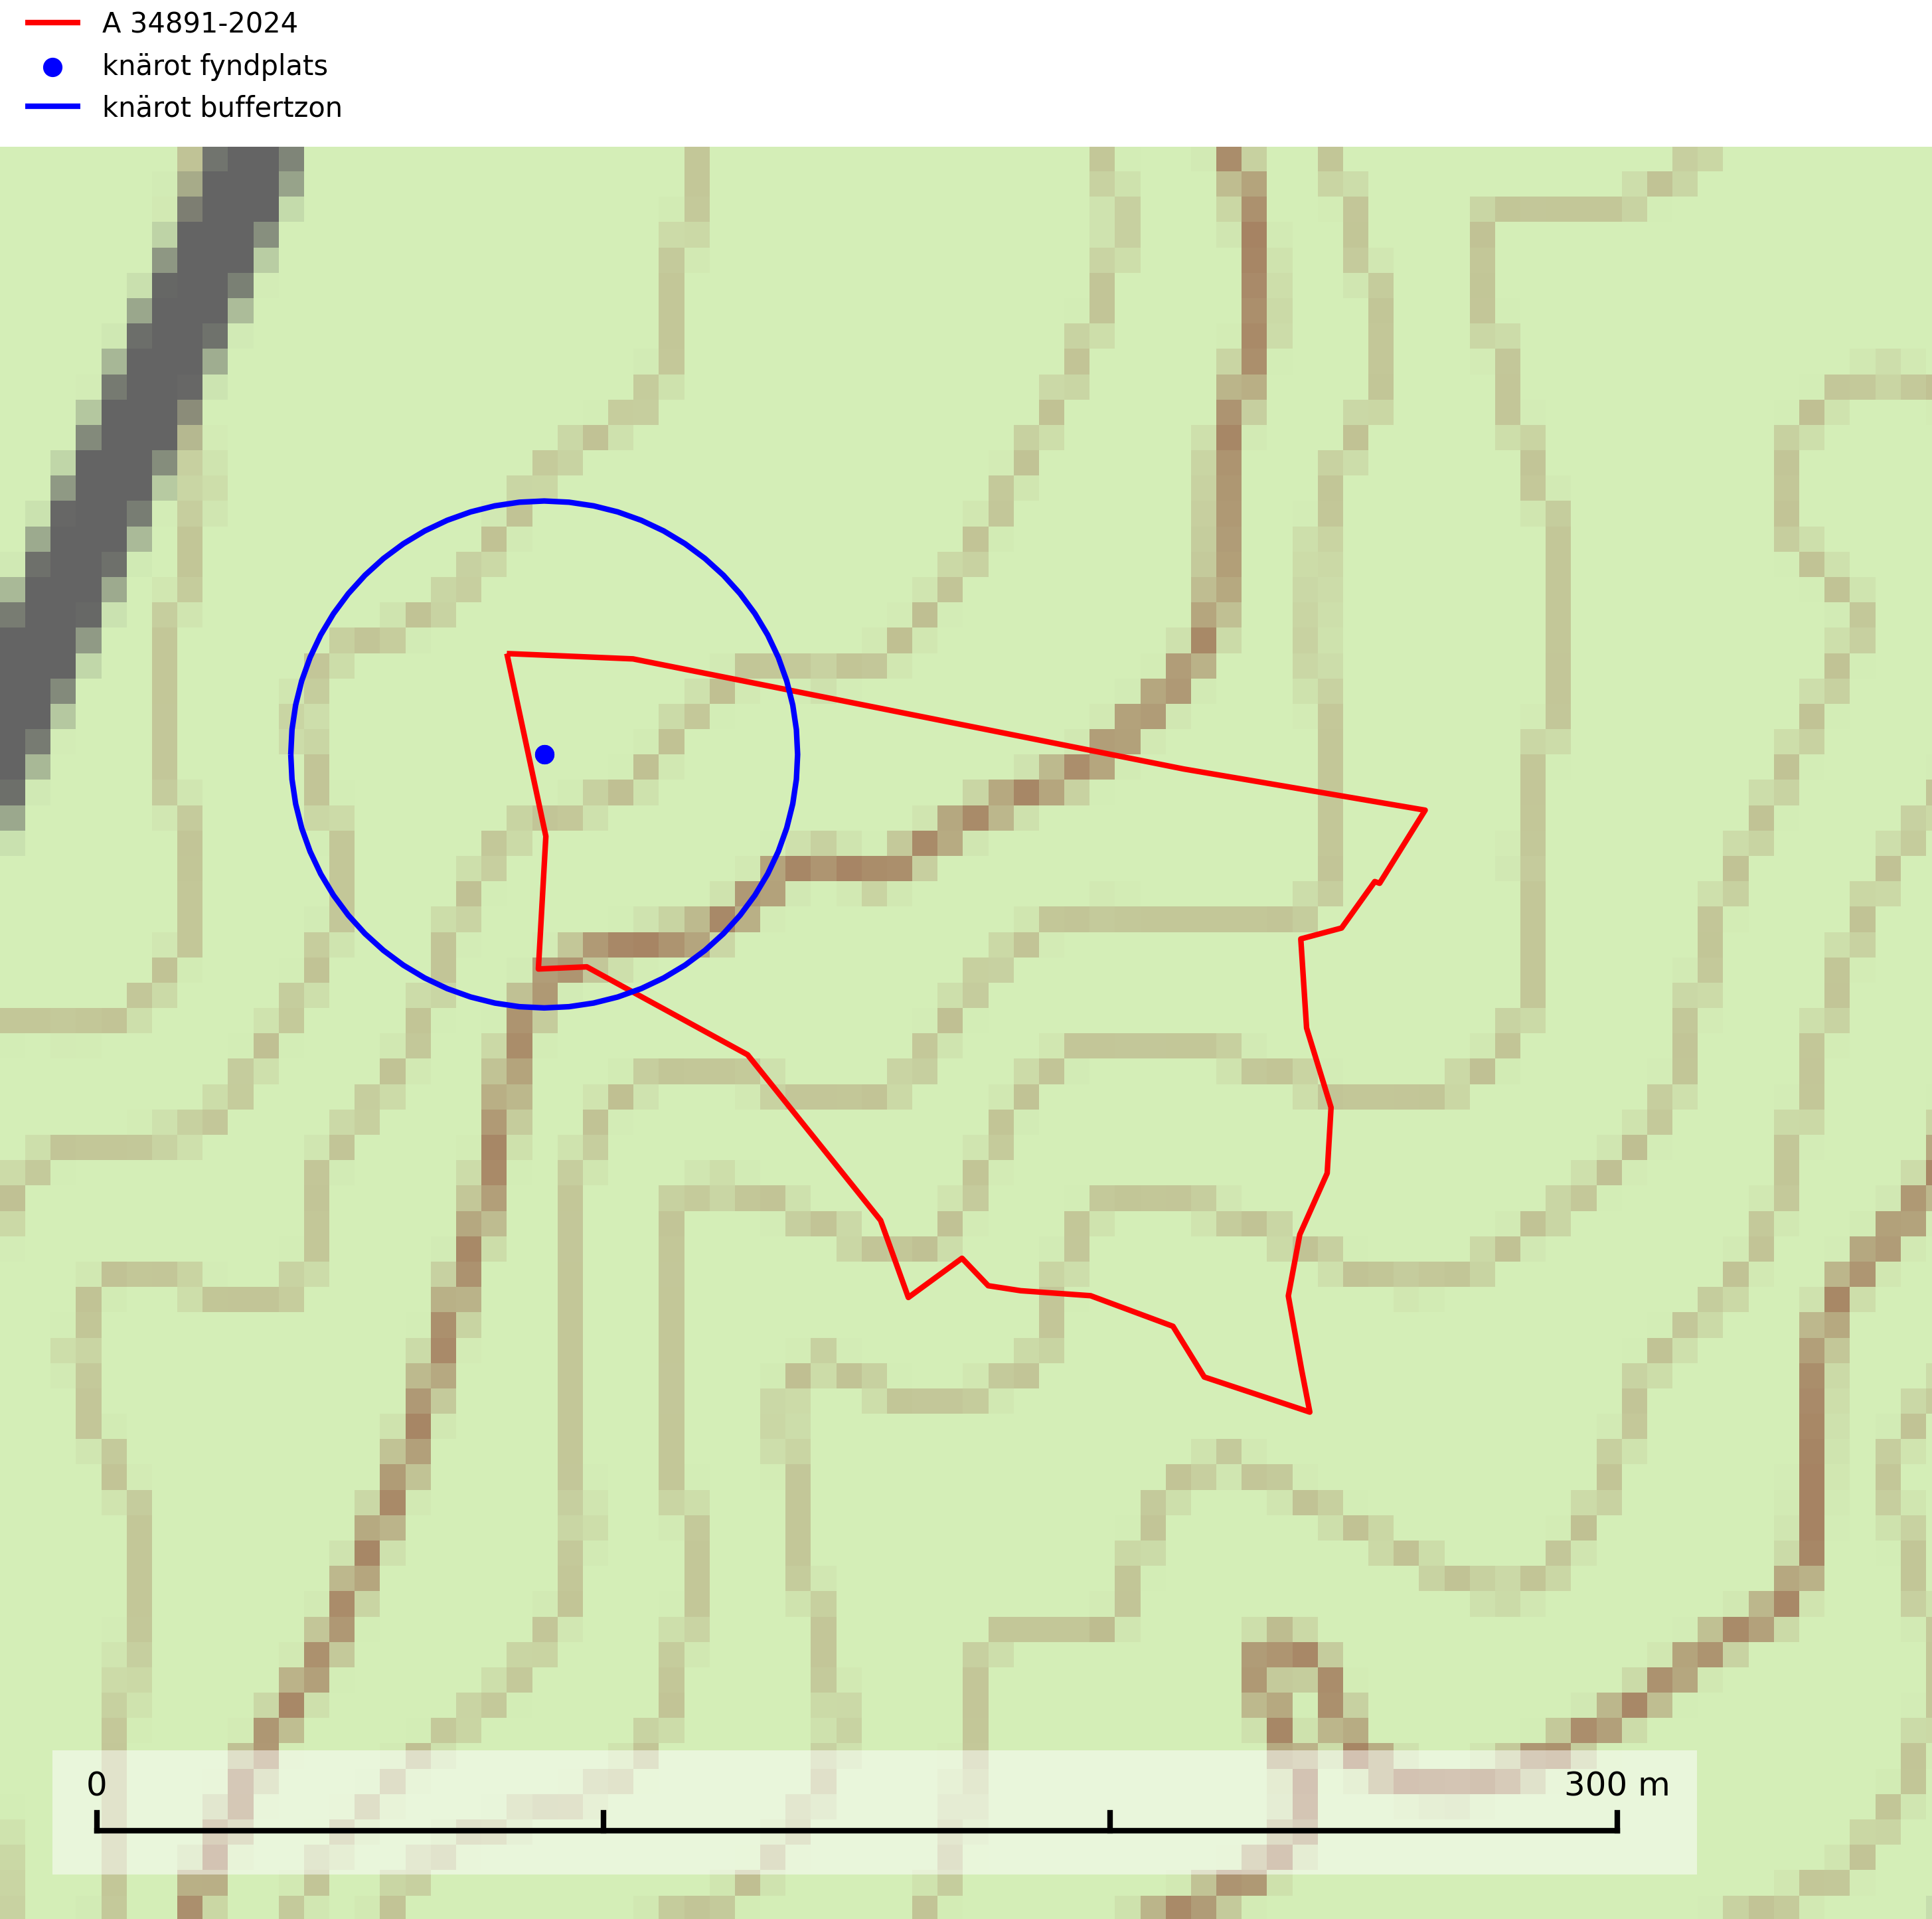 A 34891-2024
knärot fyndplats
knärot buffertzon
0 300 m